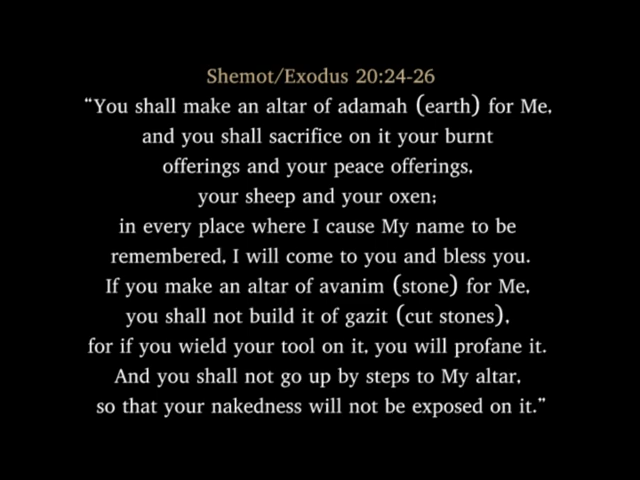 Shemot/Exodus 20:24-26
“You shall make an altar of adamah (earth) for Me,
and you shall sacrifice on it your burnt
offerings and your peace offerings,
your sheep and your oxen;
in every place where I cause My name to be
remembered, I will come to you and bless you.
If you make an altar of avanim (stone) for Me,
you shall not build it of gazit (cut stones),
for if you wield your tool on it, you will profane it.
And you shall not go up by steps to My altar,
so that your nakedness will not be exposed on it.”